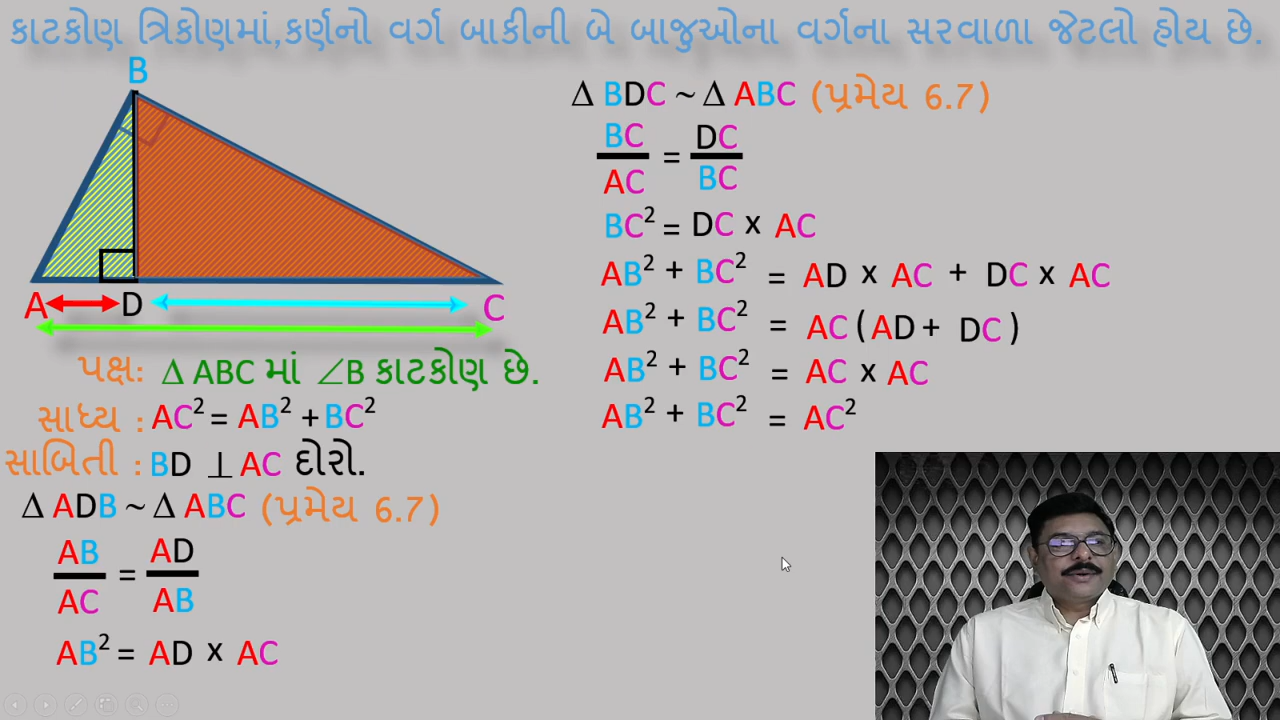 કાટકોણ ત્રિકોણમાં,કર્ણનો વર્ગ બાકીની બે બાજુઓના વર્ગના સરવાળા જેટલો હોય છે.
B
A
D
C
પક્ષ: Δ ABC માં ∠B કાટકોણ છે.
સાધ્ય : AC² = AB² + BC²
સાબિતી : BD ⊥ AC દોરો.
Δ ADB ~ Δ ABC (પ્રમેય 6.7)
AB/AC = AD/AB
AB² = AD x AC
Δ BDC ~ Δ ABC (પ્રમેય 6.7)
BC/AC = DC/BC
BC² = DC x AC
AB² + BC² = AD x AC + DC x AC
AB² + BC² = AC ( AD + DC )
AB² + BC² = AC x AC
AB² + BC² = AC²